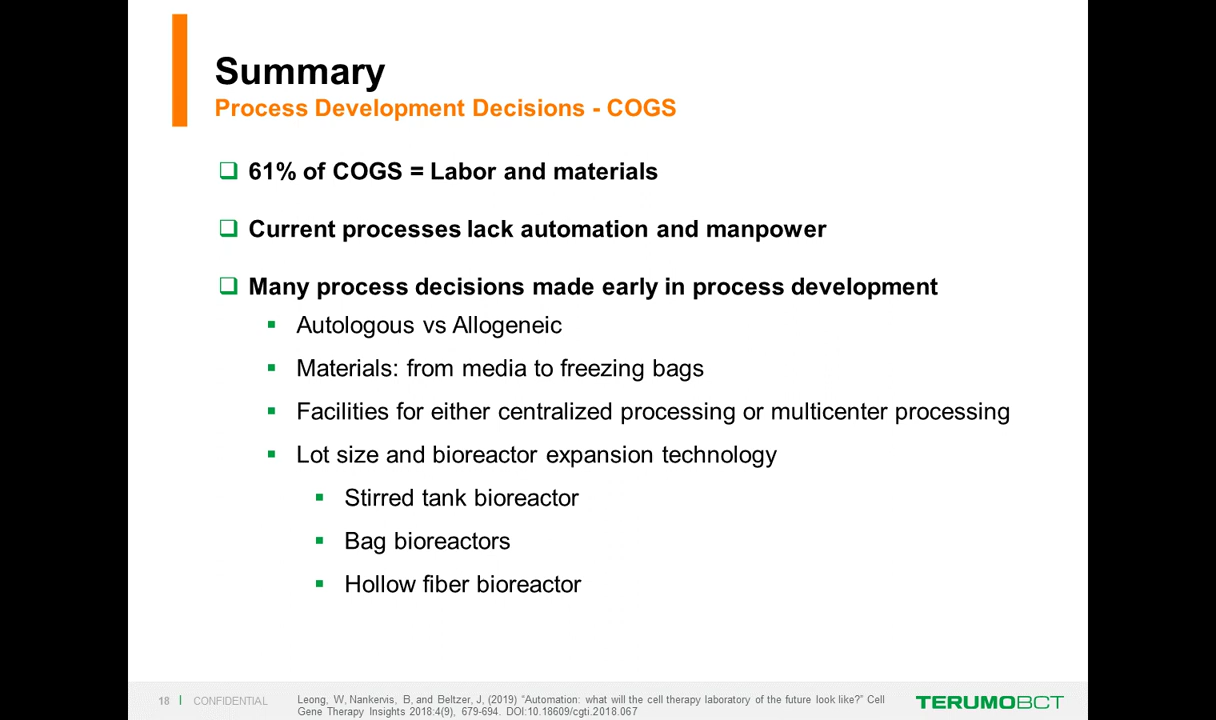 Summary
Process Development Decisions - COGS
61% of COGS = Labor and materials
Current processes lack automation and manpower
Many process decisions made early in process development
Autologous vs Allogeneic
Materials: from media to freezing bags
Facilities for either centralized processing or multicenter processing
Lot size and bioreactor expansion technology
Stirred tank bioreactor
Bag bioreactors
Hollow fiber bioreactor
18 | CONFIDENTIAL
Leong, W, Nankervis, B, and Beltzer, J, (2019) “Automation: what will the cell therapy laboratory of the future look like?” Cell
Gene Therapy Insights 2018:4(9), 679-694. DOI:10.18609/cgti.2018.067
TERUMOBCT